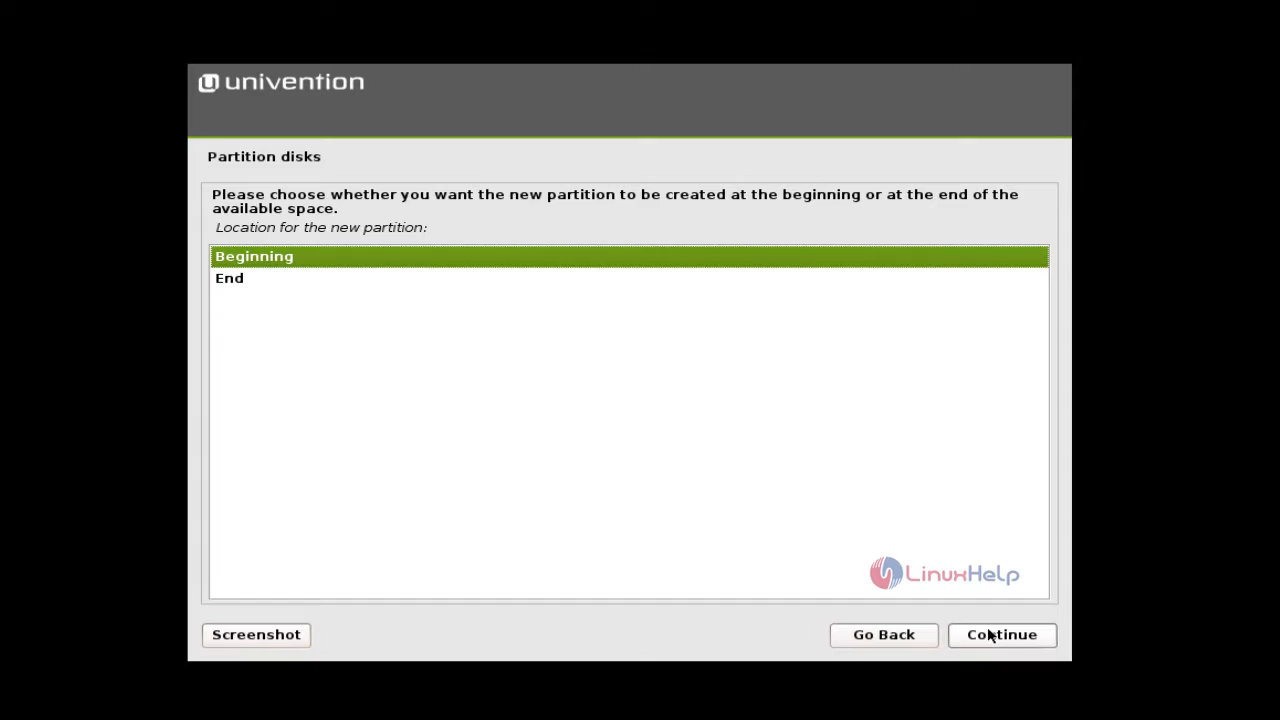 univention
Partition disks
Please choose whether you want the new partition to be created at the beginning or at the end of the
available space.
Location for the new partition:
Beginning
End
LinuxHelp
Screenshot
Go Back
Continue